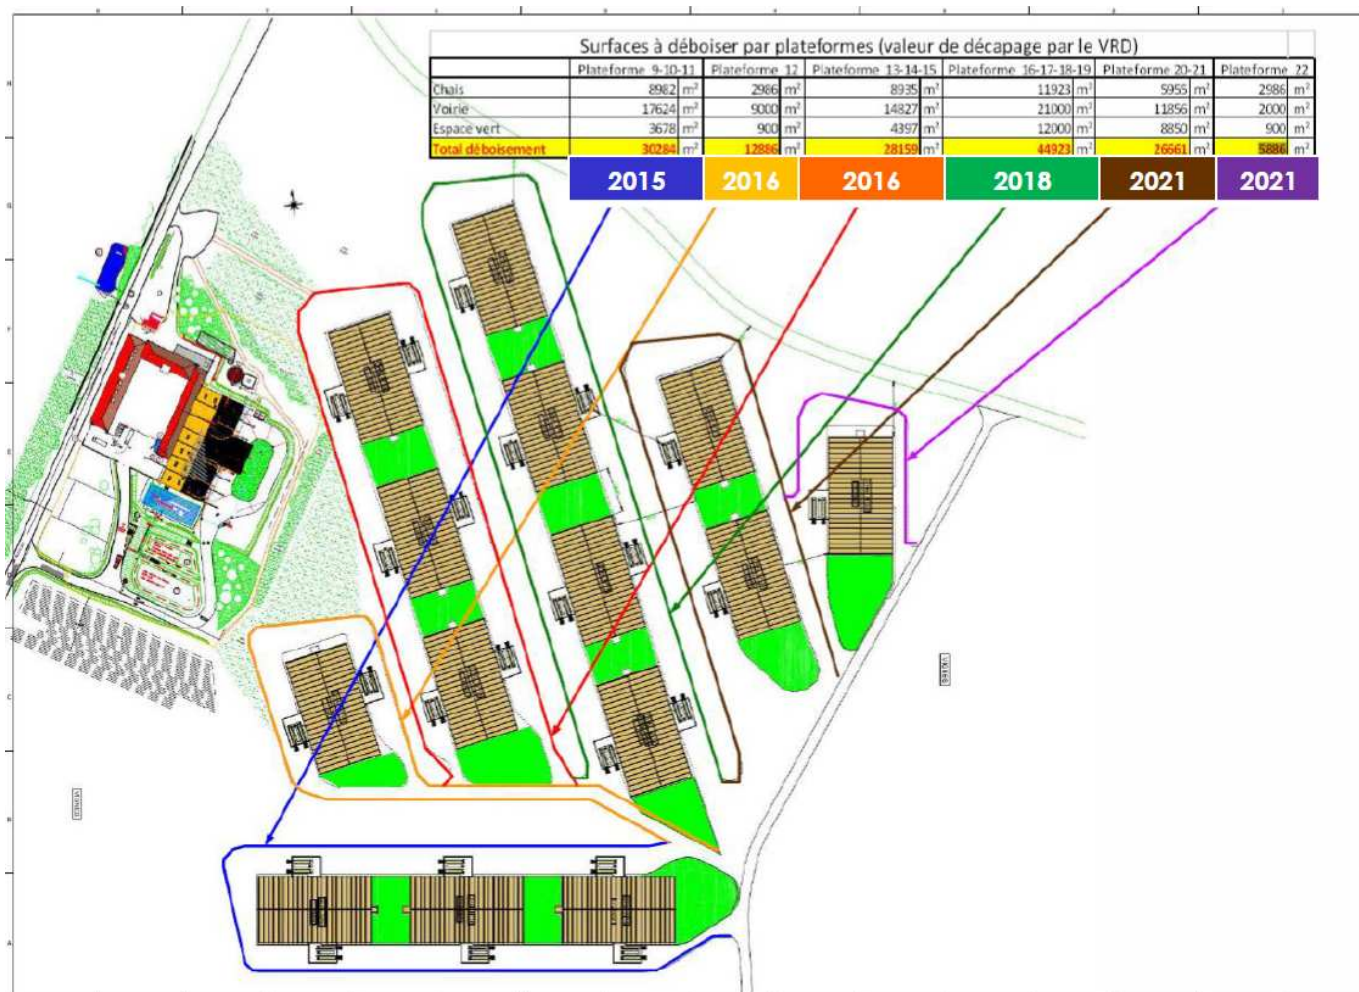 Surfaces à déboiser par plateformes (valeur de décapage par le VRD)
Plateforme 9-10-11 Plateforme 12 Plateforme 13-14-15 Plateforme 16-17-18-19 Plateforme 20-21 Plateforme 22
Chais 8982 m² 2986 m² 8935 m² 11923 m² 5955 m² 2986 m²
Voirie 17624 m² 9000 m² 14827 m² 21000 m² 11856 m² 2000 m²
Espace vert 3678 m² 900 m² 4397 m² 12000 m² 8850 m² 900 m²
Total déboisement 30284 m² 12886 m² 28159 m² 44923 m² 26661 m² 5886 m²
2015 2016 2016 2018 2021 2021